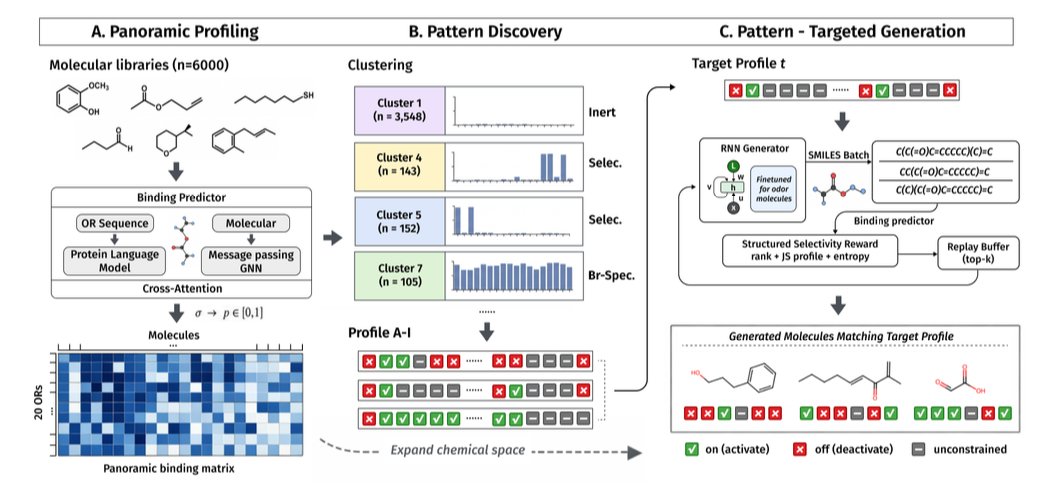 A. Panoramic Profiling
B. Pattern Discovery
C. Pattern - Targeted Generation
Molecular libraries (n=6000)
OCH₃
OH
O
O
SH
O
H
O
Binding Predictor
OR Sequence
Molecular
Protein Language
Model
Message passing
GNN
Cross-Attention
σ → p ∈ [0,1]
Molecules
...
20 ORs
...
Panoramic binding matrix
Clustering
Cluster 1
(n = 3,548)
Inert
Cluster 4
(n = 143)
Selec.
Cluster 5
(n = 152)
Selec.
Cluster 7
(n = 105)
Br-Spec.
......
Profile A-I
......
......
......
Expand chemical space
Target Profile t
......
RNN Generator
L
w
v
h
u
X
Finetuned
for odor
molecules
SMILES Batch
C(C(=O)C=CCCCC)(C)=C
CC(C(=O)C=CCCCC)=C
C(C)(C(=O)C=CCCCC)=C
Binding predictor
Structured Selectivity Reward
rank + JS profile + entropy
Replay Buffer
(top-k)
Generated Molecules Matching Target Profile
HO
O
O
O
OH
on (activate)
off (deactivate)
unconstrained